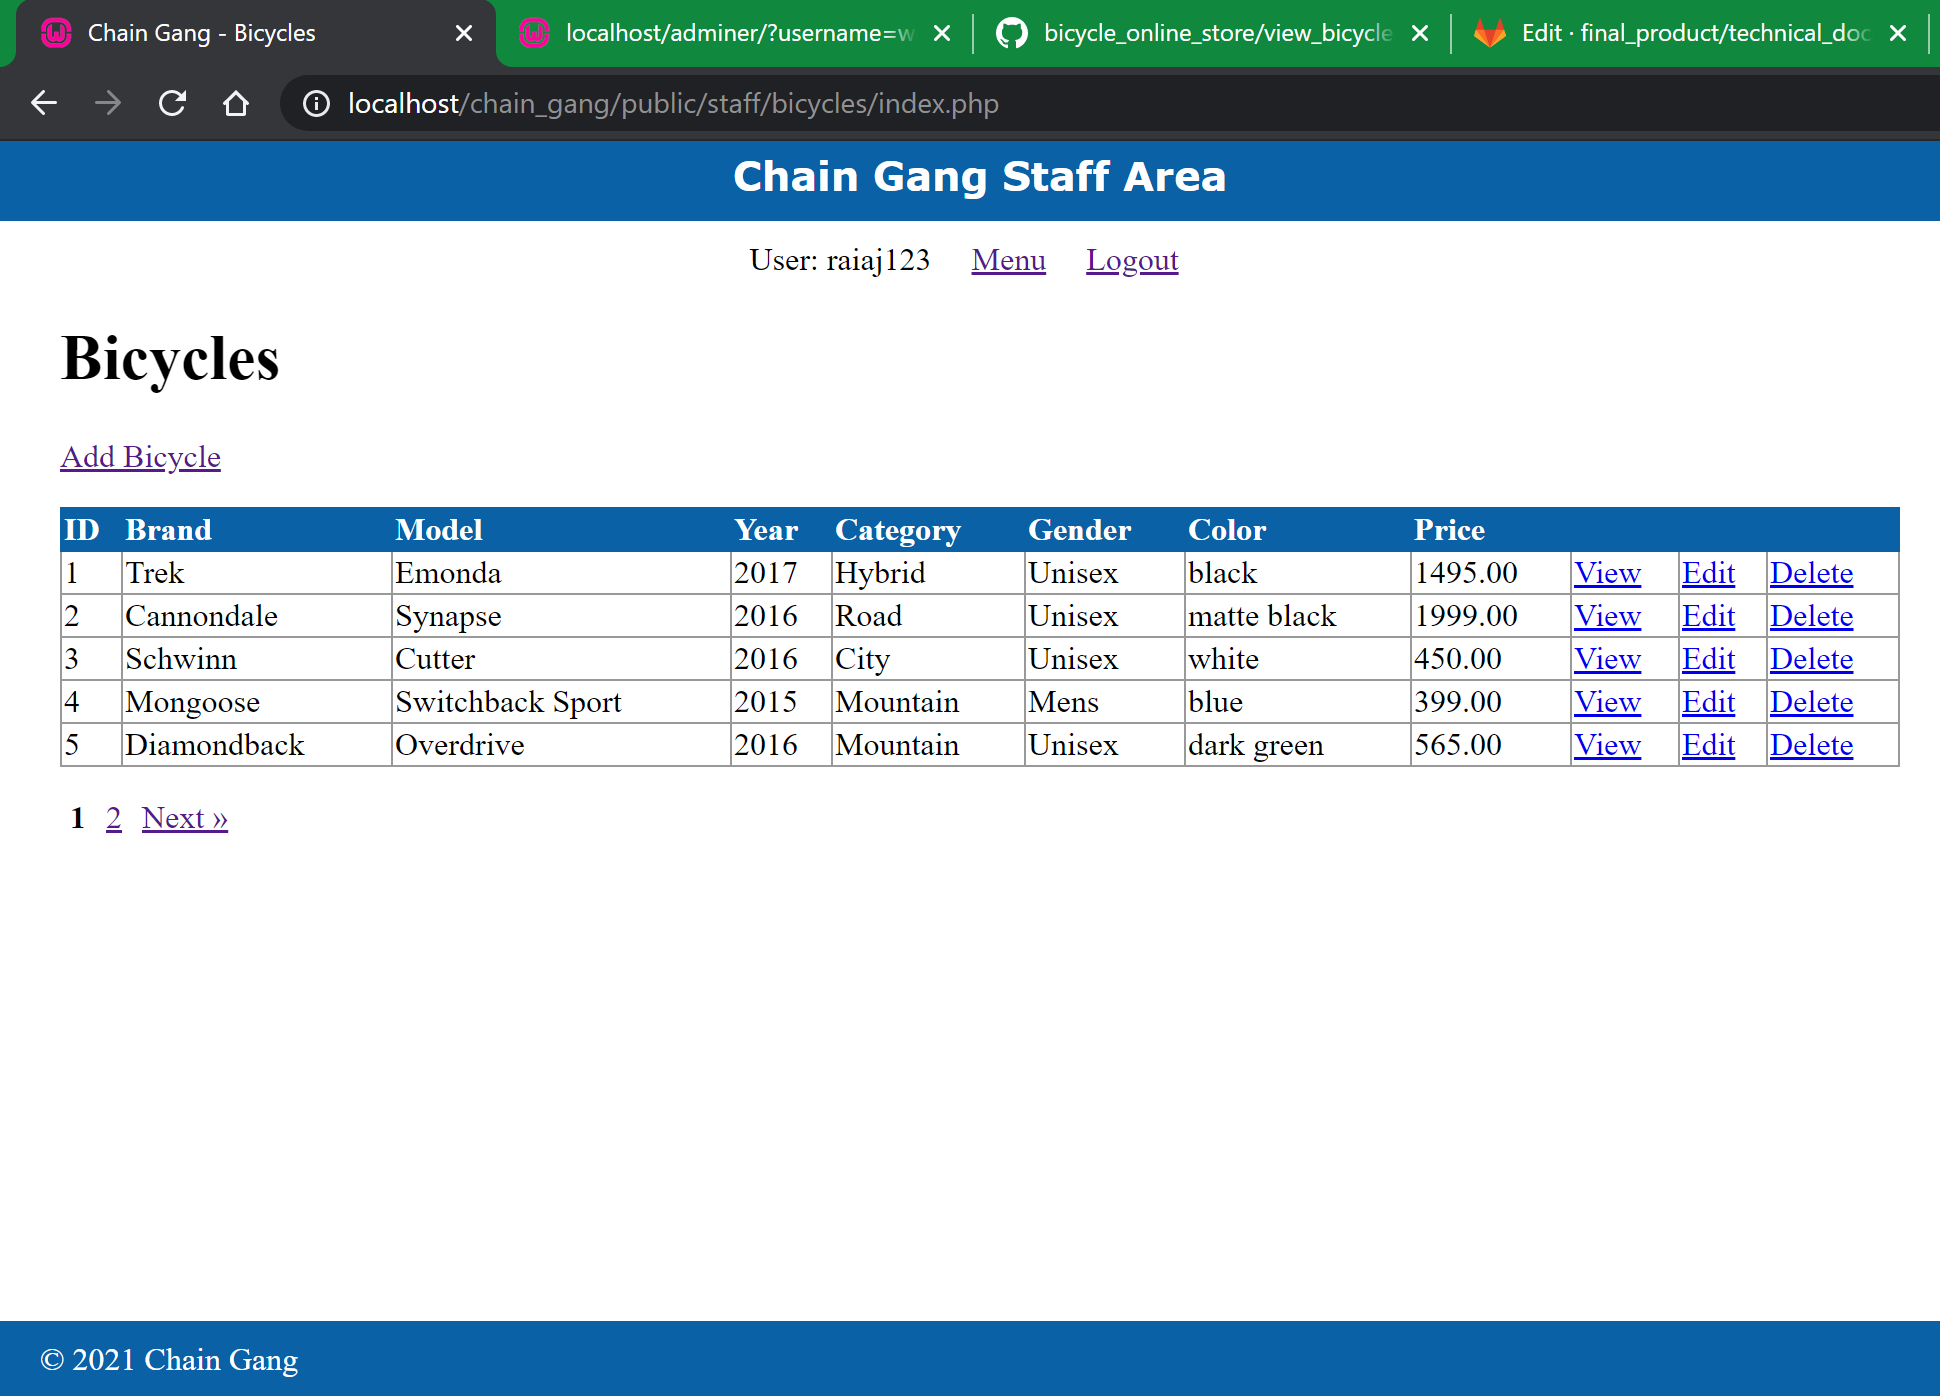 Chain Gang - Bicycles localhost/adminer/?username=w bicycle_online_store/view_bicycle Edit · final_product/technical_doc
localhost/chain_gang/public/staff/bicycles/index.php
Chain Gang Staff Area
User: raiaj123 Menu Logout
Bicycles
Add Bicycle
ID Brand Model Year Category Gender Color Price
1 Trek Emonda 2017 Hybrid Unisex black 1495.00 View Edit Delete
2 Cannondale Synapse 2016 Road Unisex matte black 1999.00 View Edit Delete
3 Schwinn Cutter 2016 City Unisex white 450.00 View Edit Delete
4 Mongoose Switchback Sport 2015 Mountain Mens blue 399.00 View Edit Delete
5 Diamondback Overdrive 2016 Mountain Unisex dark green 565.00 View Edit Delete
1 2 Next »
© 2021 Chain Gang